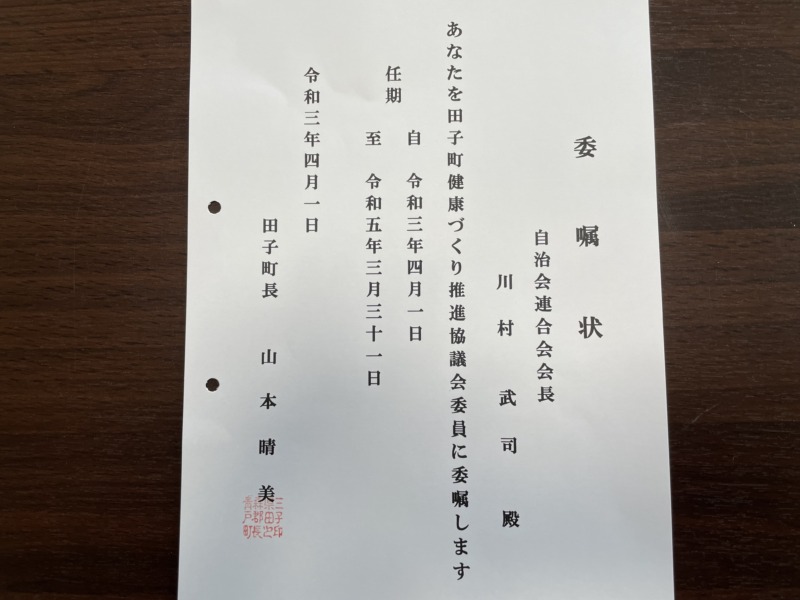 委嘱状
自治会連合会会長
川村武司殿
あなたを田子町健康づくり推進協議会委員に委嘱します
任期
自 令和三年四月一日
至 令和五年三月三十一日
令和三年四月一日
田子町長 山本晴美